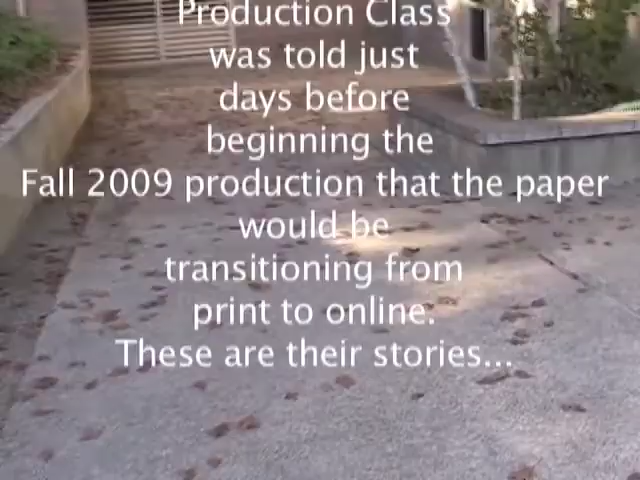 Production Class
was told just
days before
beginning the
Fall 2009 production that the paper
would be
transitioning from
print to online.
These are their stories...